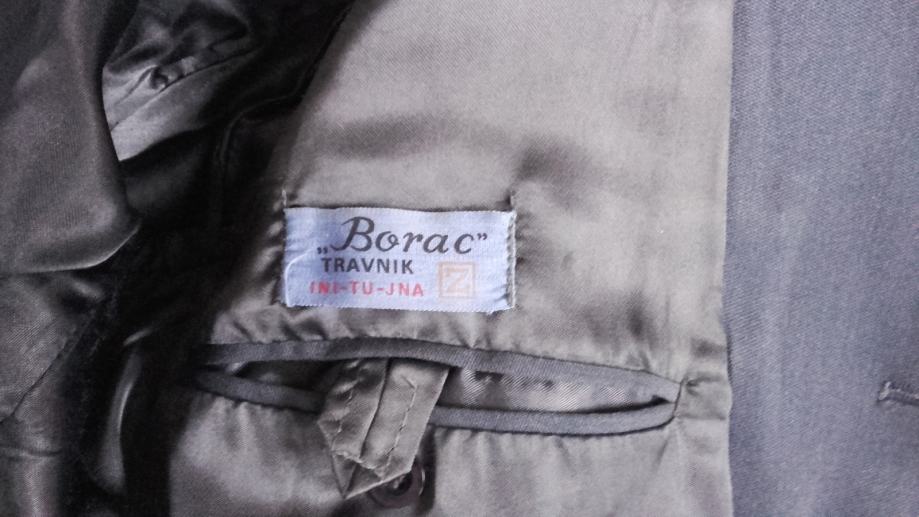 „Borac”
TRAVNIK
INI-TU-JNA Z